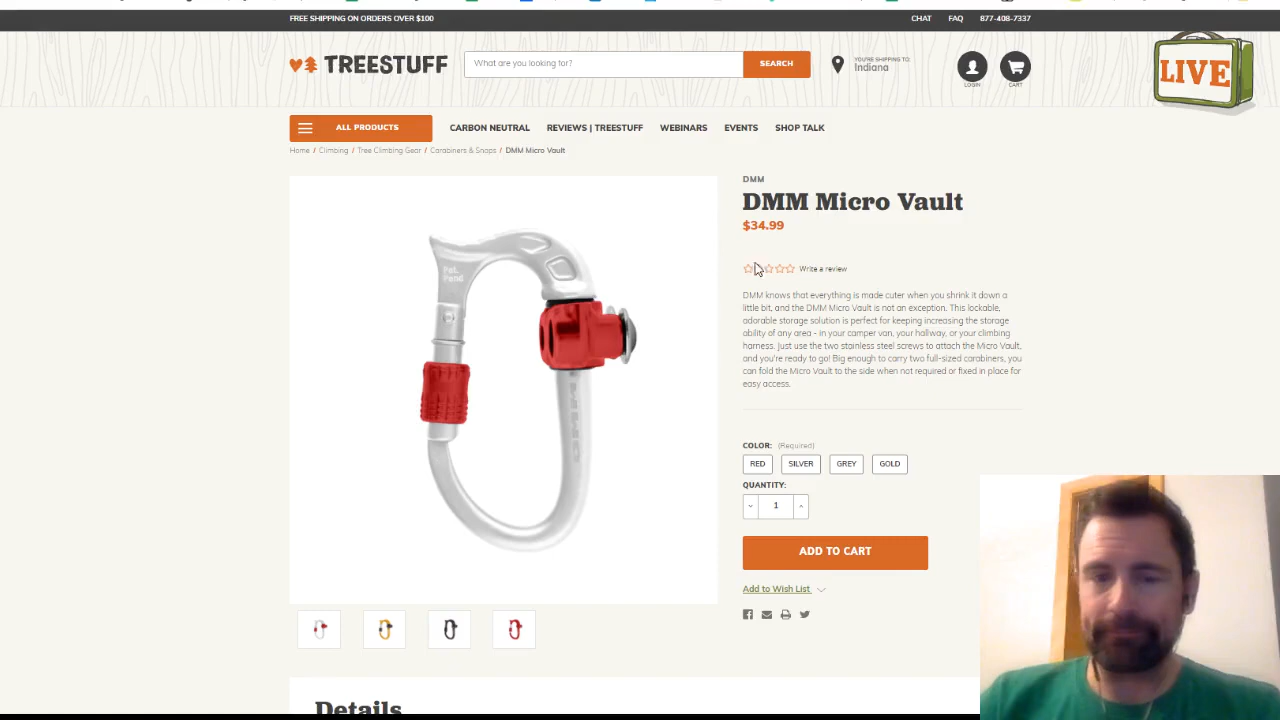 FREE SHIPPING ON ORDERS OVER $100
CHAT FAQ 877-408-7337
TREESTUFF
What are you looking for?
SEARCH
YOU'RE SHIPPING TO:
Indiana
LOGIN
CART
LIVE
ALL PRODUCTS
CARBON NEUTRAL REVIEWS | TREESTUFF WEBINARS EVENTS SHOP TALK
Home / Climbing / Tree Climbing Gear / Carabiners & Snaps / DMM Micro Vault
DMM
DMM Micro Vault
$34.99
Write a review
DMM knows that everything is made cuter when you shrink it down a
little bit, and the DMM Micro Vault is not an exception. This lockable,
adorable storage solution is perfect for keeping increasing the storage
ability of any area - in your camper van, your hallway, or your climbing
harness. Just use the two stainless steel screws to attach the Micro Vault,
and you're ready to go! Big enough to carry two full-sized carabiners, you
can fold the Micro Vault to the side when not required or fixed in place for
easy access.
Pat.
Pend
COLOR: (Required)
RED SILVER GREY GOLD
QUANTITY:
1
ADD TO CART
Add to Wish List
Details